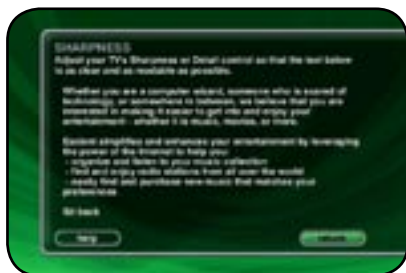 SHARPNESS
Adjust your TV's Sharpness or Detail control so that the text below
is as clear and as readable as possible.
Whether you are a computer wizard, someone who is scared of
technology, or somewhere in between, we believe that you are
interested in making it easier to get into and enjoy your
entertainment - whether it is music, movies, or more.
simplifies and enhances your entertainment by leveraging
the power of the Internet to help you:
- organize and listen to your music collection
- find and enjoy radio stations from all over the world
- easily find and purchase new music that matches your
preferences
Sit back
help